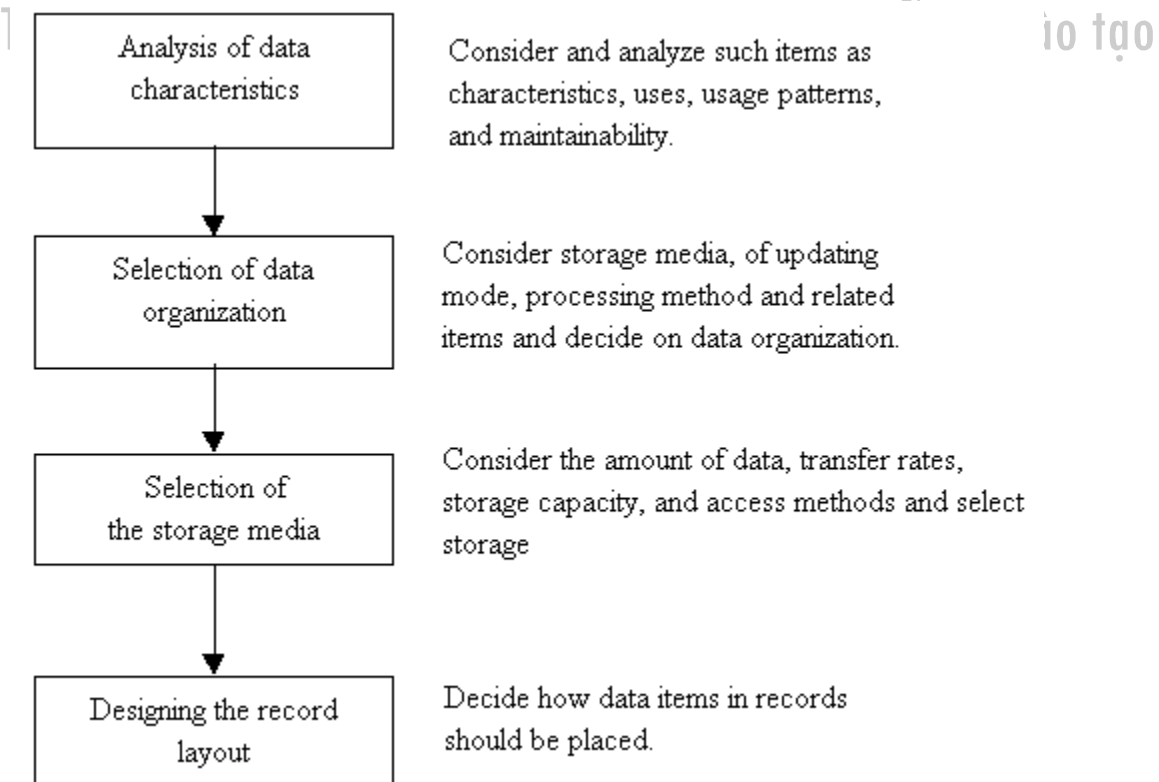 ạo tạo
Analysis of data
characteristics
Consider and analyze such items as
characteristics, uses, usage patterns,
and maintainability.
Selection of data
organization
Consider storage media, of updating
mode, processing method and related
items and decide on data organization.
Selection of
the storage media
Consider the amount of data, transfer rates,
storage capacity, and access methods and select
storage
Designing the record
layout
Decide how data items in records
should be placed.